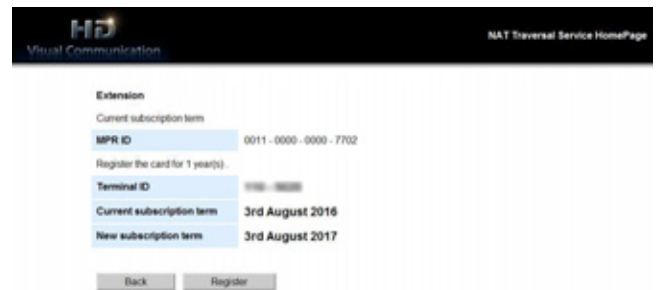 HD
Visual Communication
NAT Traversal Service HomePage
Extension
Current subscription term
MPR ID 0011 - 0000 - 0000 - 7702
Register the card for 1 year(s) .
Terminal ID
Current subscription term 3rd August 2016
New subscription term 3rd August 2017
Back Register